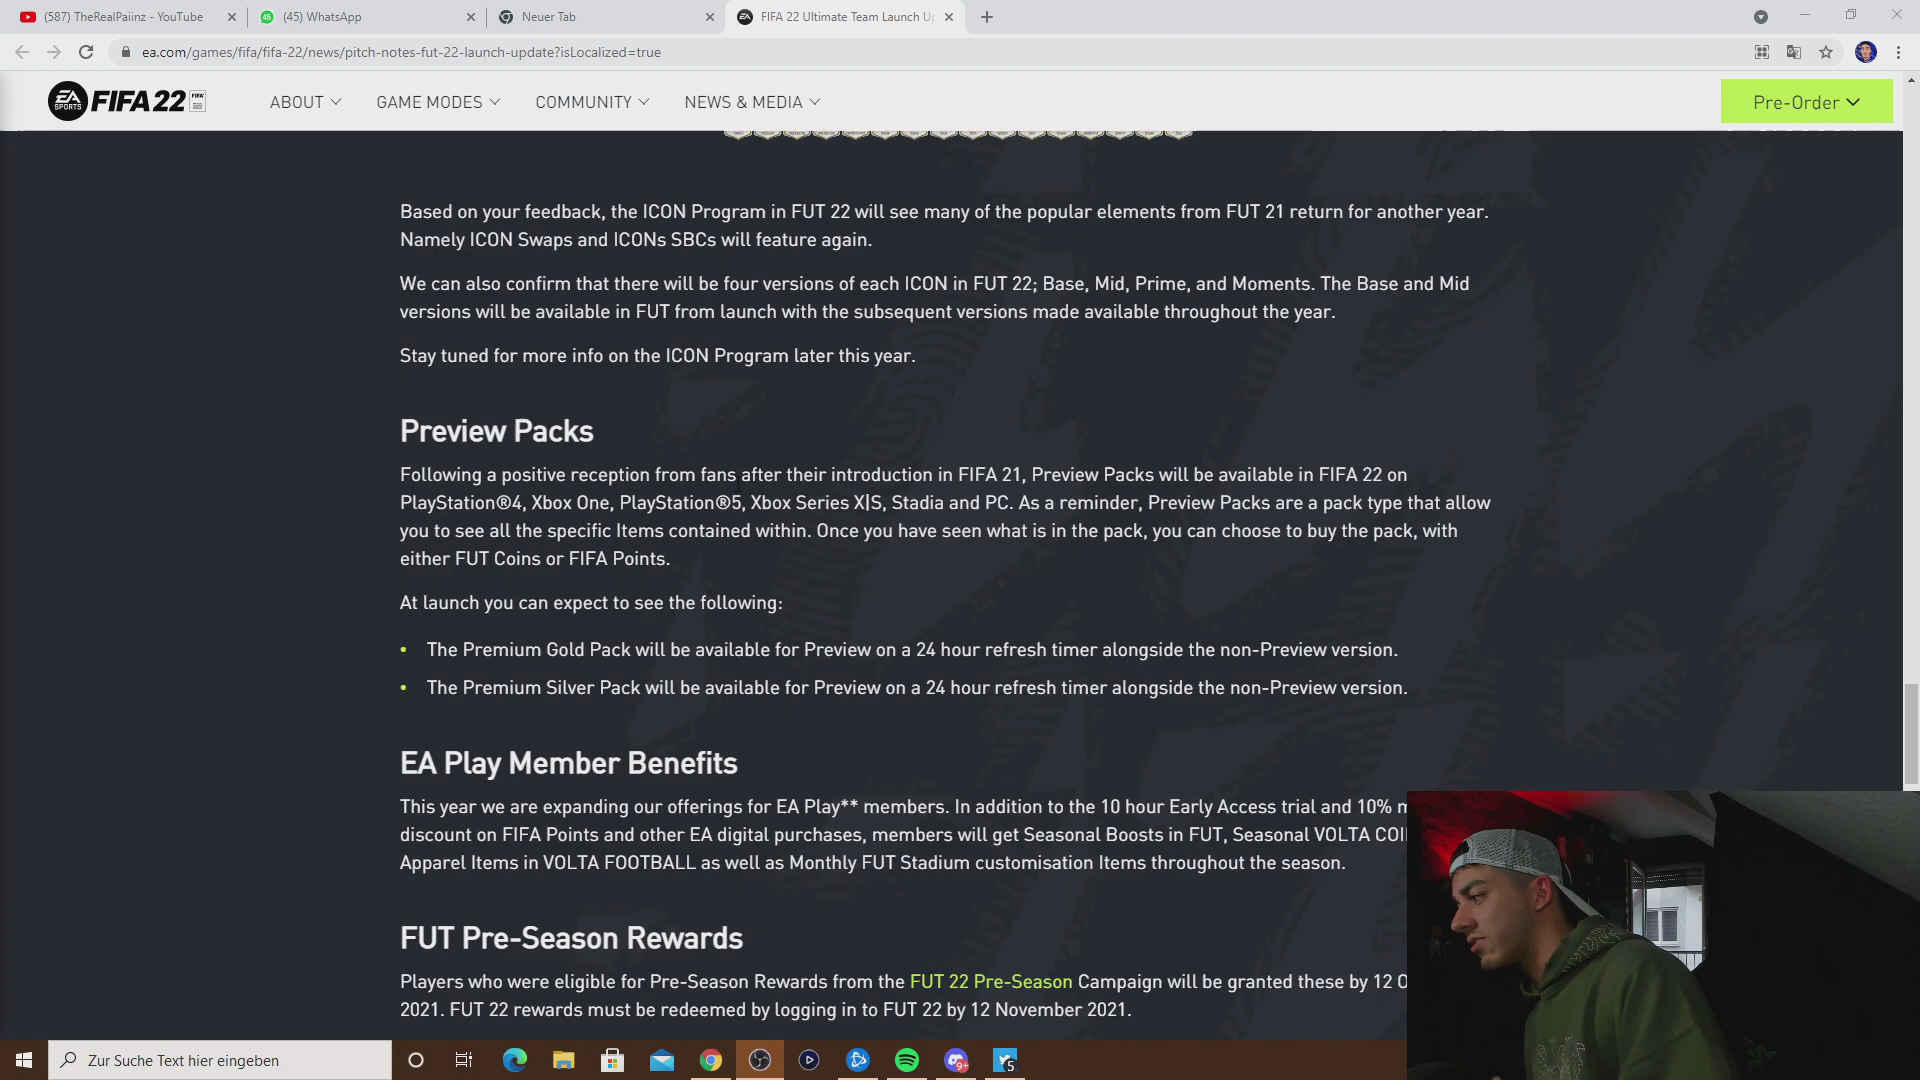 (587) TheRealPaiinz - YouTube
(45) WhatsApp
Neuer Tab
FIFA 22 Ultimate Team Launch U
ea.com/games/fifa/fifa-22/news/pitch-notes-fut-22-launch-update?isLocalized=true
EA SPORTS FIFA 22
ABOUT
GAME MODES
COMMUNITY
NEWS & MEDIA
Pre-Order
Based on your feedback, the ICON Program in FUT 22 will see many of the popular elements from FUT 21 return for another year.
Namely ICON Swaps and ICONs SBCs will feature again.
We can also confirm that there will be four versions of each ICON in FUT 22; Base, Mid, Prime, and Moments. The Base and Mid
versions will be available in FUT from launch with the subsequent versions made available throughout the year.
Stay tuned for more info on the ICON Program later this year.
Preview Packs
Following a positive reception from fans after their introduction in FIFA 21, Preview Packs will be available in FIFA 22 on
PlayStation®4, Xbox One, PlayStation®5, Xbox Series X|S, Stadia and PC. As a reminder, Preview Packs are a pack type that allow
you to see all the specific Items contained within. Once you have seen what is in the pack, you can choose to buy the pack, with
either FUT Coins or FIFA Points.
At launch you can expect to see the following:
• The Premium Gold Pack will be available for Preview on a 24 hour refresh timer alongside the non-Preview version.
• The Premium Silver Pack will be available for Preview on a 24 hour refresh timer alongside the non-Preview version.
EA Play Member Benefits
This year we are expanding our offerings for EA Play** members. In addition to the 10 hour Early Access trial and 10% m
discount on FIFA Points and other EA digital purchases, members will get Seasonal Boosts in FUT, Seasonal VOLTA COI
Apparel Items in VOLTA FOOTBALL as well as Monthly FUT Stadium customisation Items throughout the season.
FUT Pre-Season Rewards
Players who were eligible for Pre-Season Rewards from the FUT 22 Pre-Season Campaign will be granted these by 12 O
2021. FUT 22 rewards must be redeemed by logging in to FUT 22 by 12 November 2021.
Zur Suche Text hier eingeben
9+
5